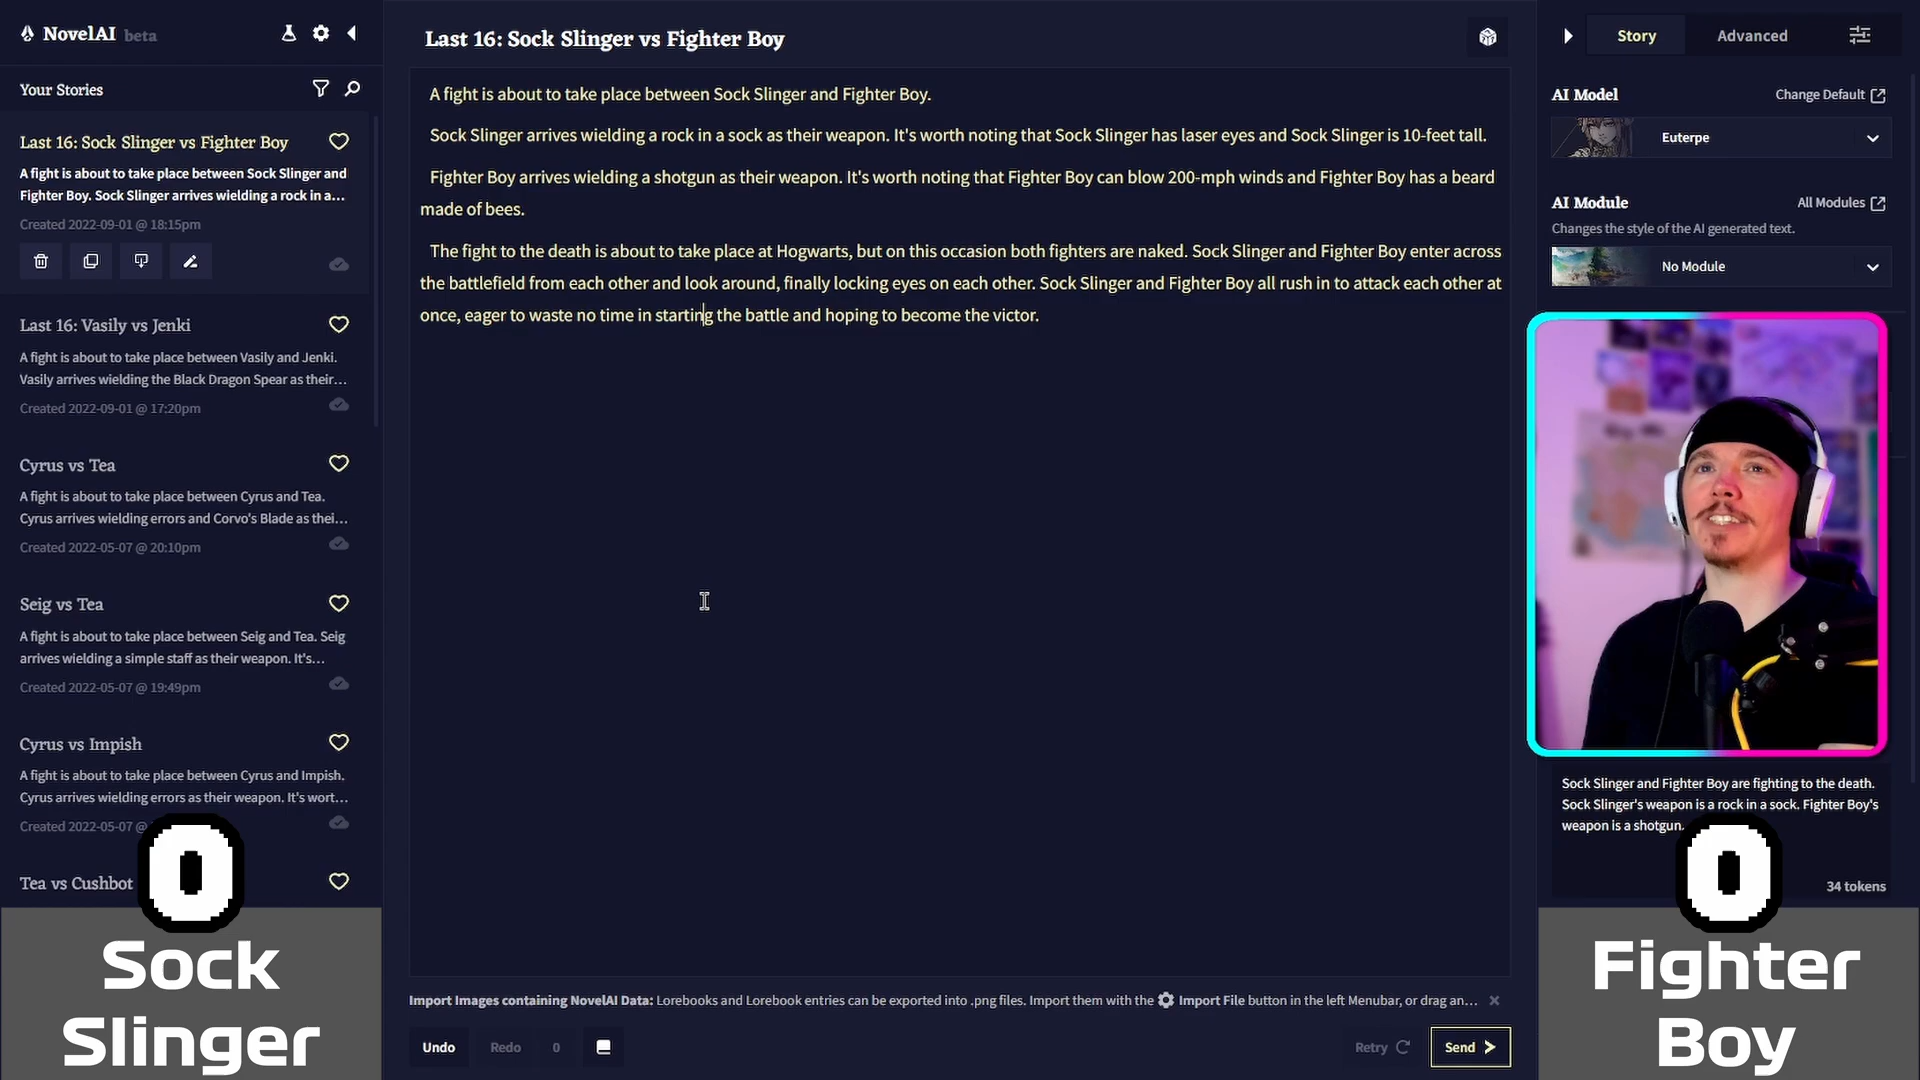 NovelAI beta
Your Stories
Last 16: Sock Slinger vs Fighter Boy
A fight is about to take place between Sock Slinger and
Fighter Boy. Sock Slinger arrives wielding a rock in a...
Created 2022-09-01 @ 18:15pm
Last 16: Vasily vs Jenki
A fight is about to take place between Vasily and Jenki.
Vasily arrives wielding the Black Dragon Spear as their...
Created 2022-09-01 @ 17:20pm
Cyrus vs Tea
A fight is about to take place between Cyrus and Tea.
Cyrus arrives wielding errors and Corvo's Blade as thei...
Created 2022-05-07 @ 20:10pm
Seig vs Tea
A fight is about to take place between Seig and Tea. Seig
arrives wielding a simple staff as their weapon. It's...
Created 2022-05-07 @ 19:49pm
Cyrus vs Impish
A fight is about to take place between Cyrus and Impish.
Cyrus arrives wielding errors as their weapon. It's wort...
Created 2022-05-07 @
Tea vs Cushbot
0
Sock
Slinger
Last 16: Sock Slinger vs Fighter Boy
A fight is about to take place between Sock Slinger and Fighter Boy.
Sock Slinger arrives wielding a rock in a sock as their weapon. It's worth noting that Sock Slinger has laser eyes and Sock Slinger is 10-feet tall.
Fighter Boy arrives wielding a shotgun as their weapon. It's worth noting that Fighter Boy can blow 200-mph winds and Fighter Boy has a beard
made of bees.
The fight to the death is about to take place at Hogwarts, but on this occasion both fighters are naked. Sock Slinger and Fighter Boy enter across
the battlefield from each other and look around, finally locking eyes on each other. Sock Slinger and Fighter Boy all rush in to attack each other at
once, eager to waste no time in starting the battle and hoping to become the victor.
Import Images containing NovelAI Data: Lorebooks and Lorebook entries can be exported into .png files. Import them with the Import File button in the left Menubar, or drag an...
Undo
Redo
0
Retry
Send
Story
Advanced
AI Model
Change Default
Euterpe
AI Module
All Modules
Changes the style of the AI generated text.
No Module
Sock Slinger and Fighter Boy are fighting to the death.
Sock Slinger's weapon is a rock in a sock. Fighter Boy's
weapon is a shotgun.
34 tokens
0
Fighter
Boy